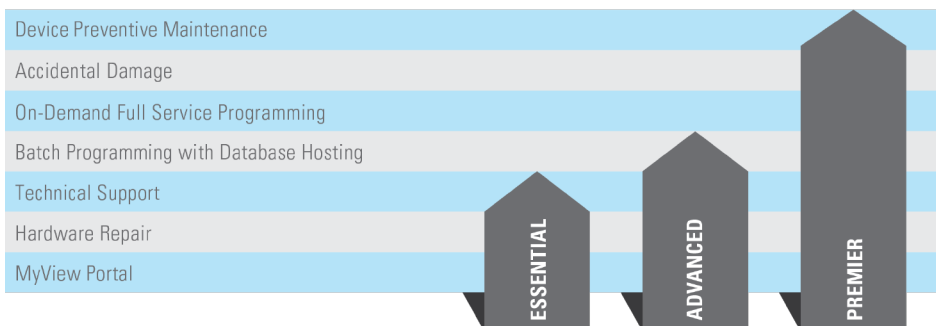 Device Preventive Maintenance
Accidental Damage
On-Demand Full Service Programming
Batch Programming with Database Hosting
Technical Support
Hardware Repair
MyView Portal
ESSENTIAL
ADVANCED
PREMIER